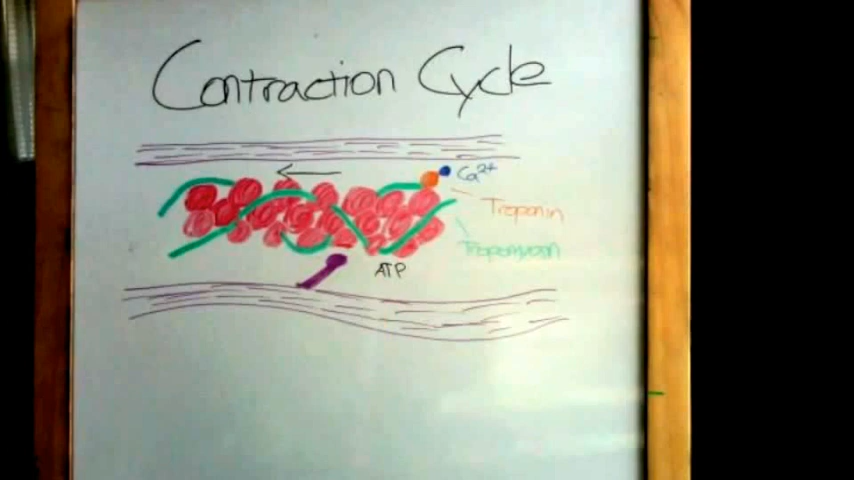 Contraction Cycle
Ca²⁺
Troponin
Tropomyosin
ATP